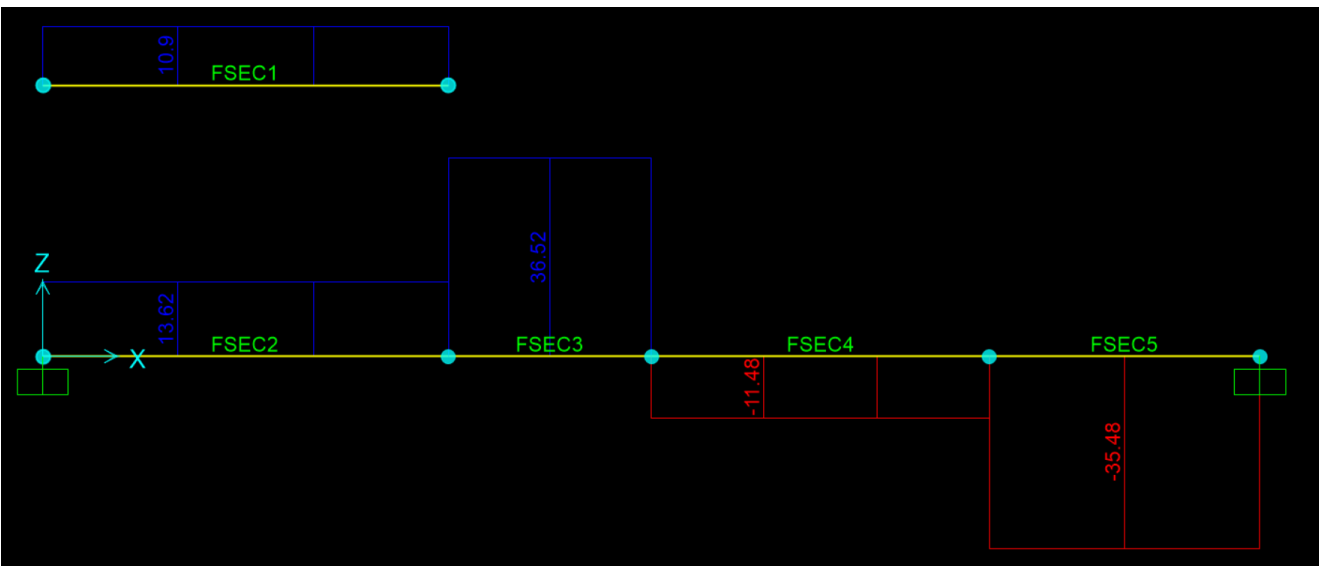 10.9
FSEC1
Z
13.62
FSEC2
X
36.52
FSEC3
-11.48
FSEC4
-35.48
FSEC5